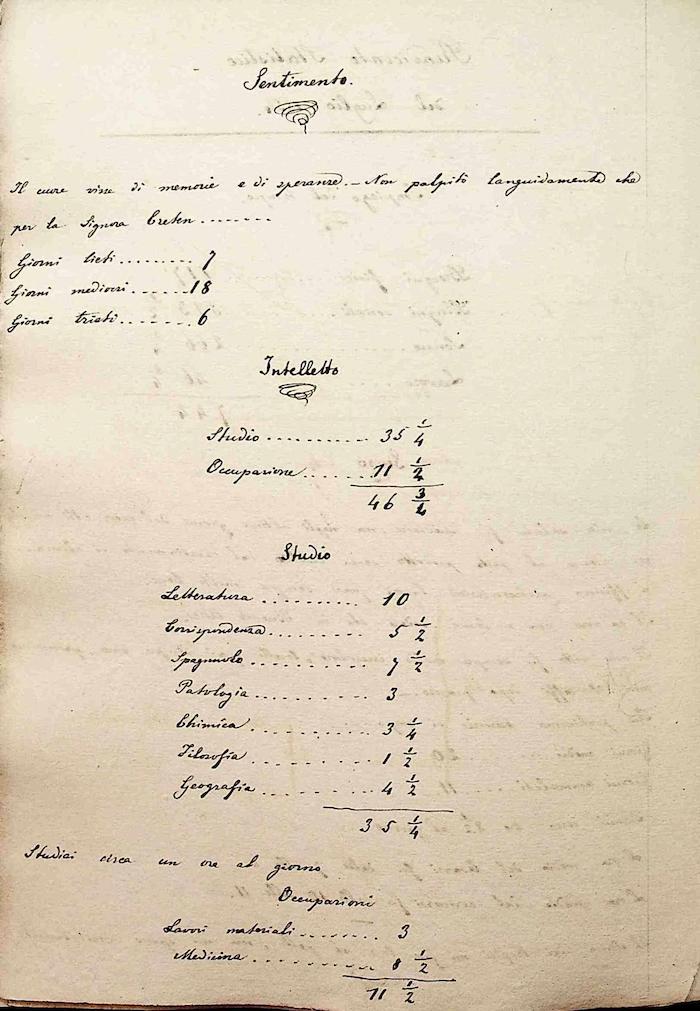 Sentimento.
Il cuore visse di memorie e di speranze. — Non palpitò languidamente che
per la Signora Creten........
Giorni lieti......... 7
Giorni mediocri......18
Giorni tristi....... 6
Intelletto
Studio........... 35 1/4
Occupazione....... 11 1/2
46 3/4
Studio
Letteratura .......... 10
Corrispondenza......... 5 1/2
Spagnuolo........... 7 1/2
Patologia.......... 3
Chimica.......... 3 1/4
Filosofia.......... 1 1/2
Geografia......... 4 1/2
35 1/4
Studiai circa un ora al giorno
Occupazioni
Lavori materiali........ 3
Medicina........... 8 1/2
11 1/2